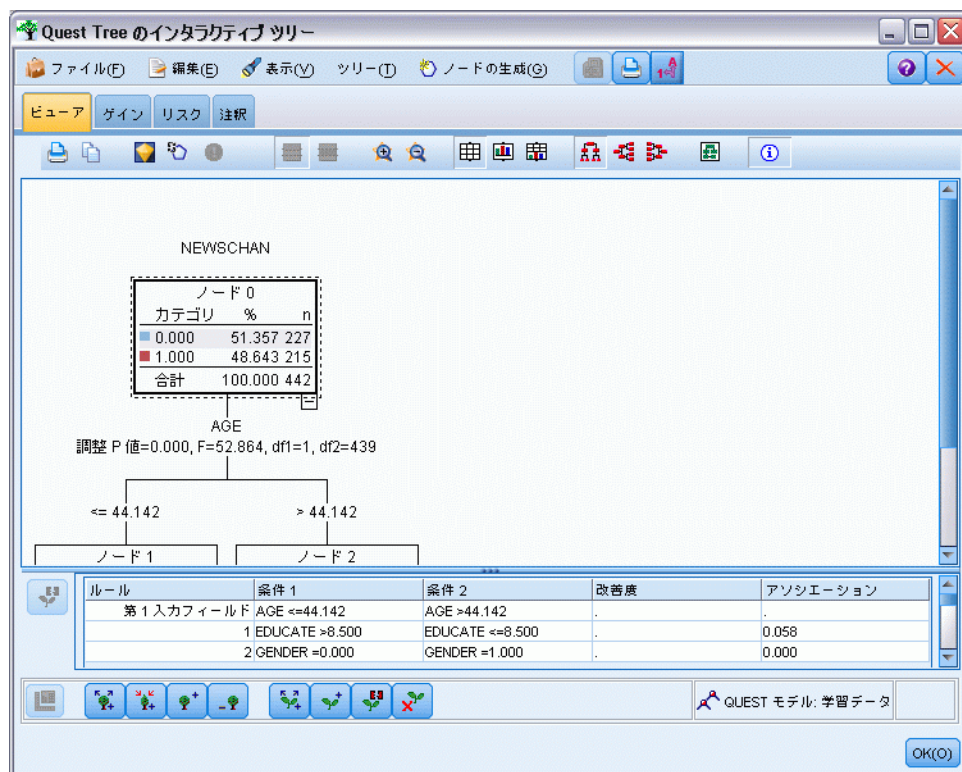 Quest Tree のインタラクティブ ツリー
ファイル(F) 編集(E) 表示(V) ツリー(T) ノードの生成(G)
ビューア ゲイン リスク 注釈
NEWSCHAN
ノード 0
カテゴリ % n
0.000 51.357 227
1.000 48.643 215
合計 100.000 442
AGE
調整 P 値=0.000, F=52.864, df1=1, df2=439
<= 44.142 > 44.142
ノード 1 ノード 2
ルール 条件 1 条件 2 改善度 アソシエーション
第 1 入力フィールド AGE <=44.142 AGE >44.142 . .
1 EDUCATE >8.500 EDUCATE <=8.500 . 0.058
2 GENDER =0.000 GENDER =1.000 . 0.000
QUEST モデル: 学習データ
OK(O)